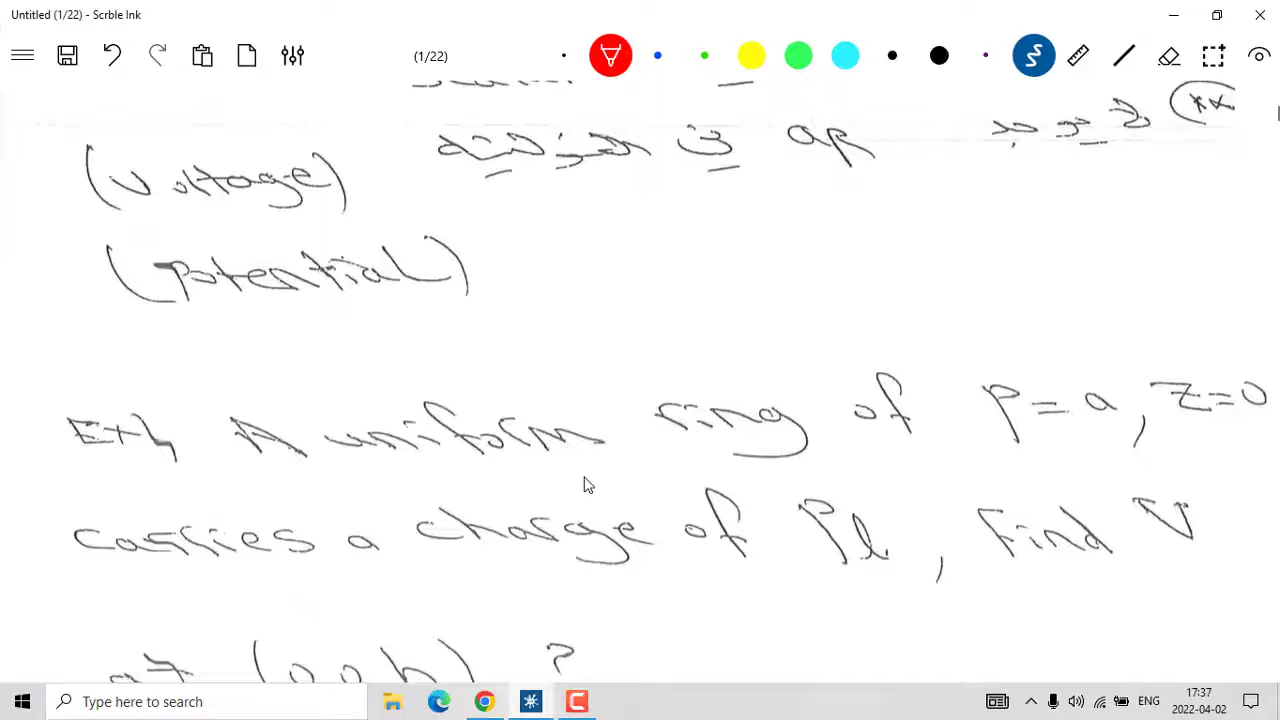 Untitled (1/22) - Scrble Ink
(1/22)
(**
(voltage)
(potential)
Ex), A uniform ring of ρ = a, Z=0
carries a charge of ρl, Find V
at (0,0,h) ?
Type here to search
ENG
17:37
2022-04-02